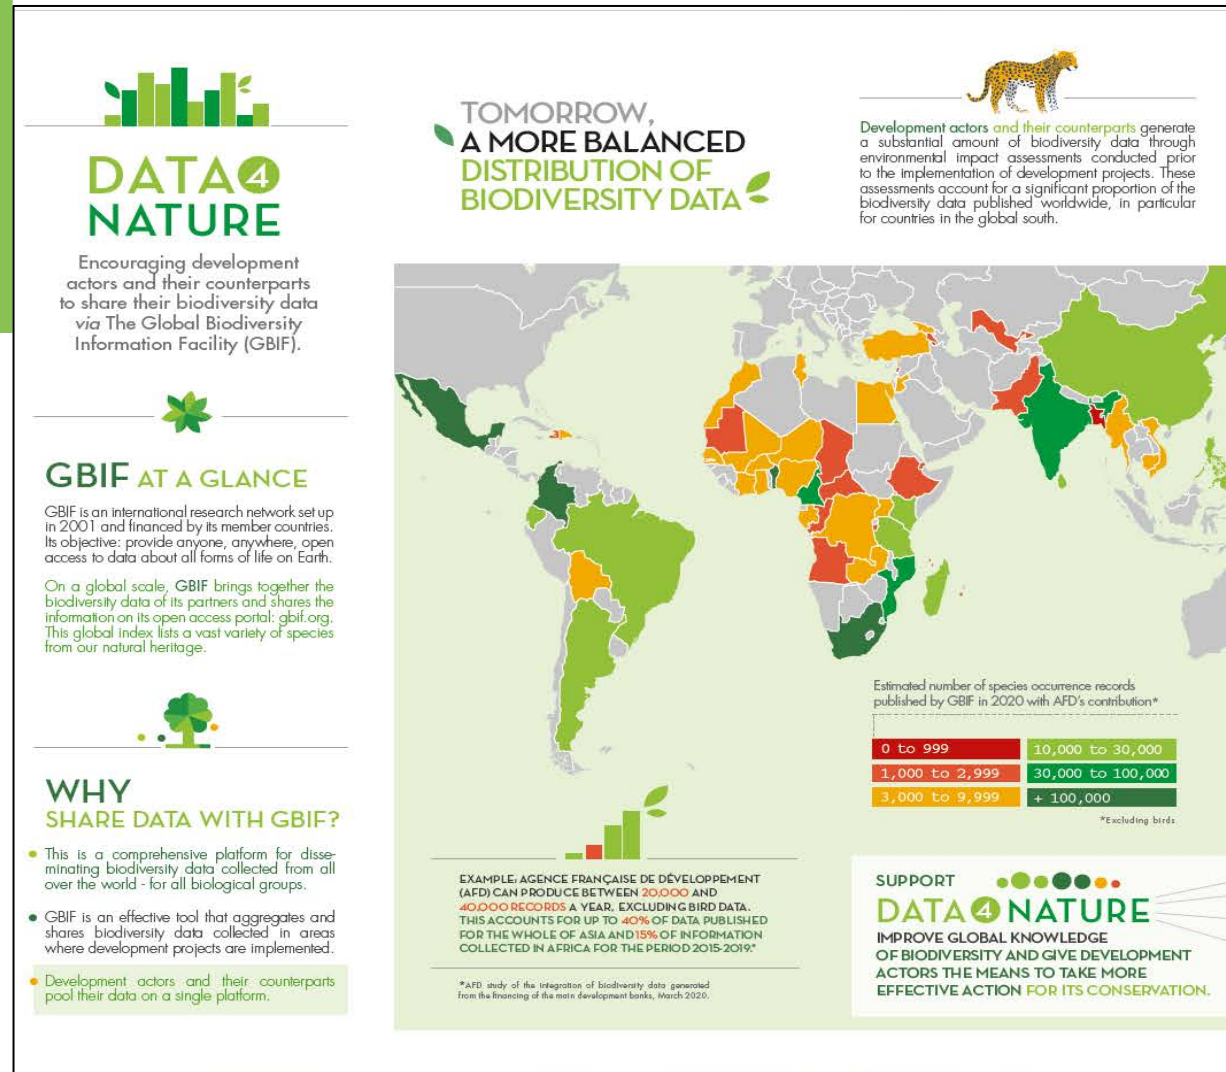 DATA4
NATURE
Encouraging development
actors and their counterparts
to share their biodiversity data
via The Global Biodiversity
Information Facility (GBIF).
GBIF AT A GLANCE
GBIF is an international research network set up
in 2001 and financed by its member countries.
Its objective: provide anyone, anywhere, open
access to data about all forms of life on Earth.
On a global scale, GBIF brings together the
biodiversity data of its partners and shares the
information on its open access portal: gbif.org.
This global index lists a vast variety of species
from our natural heritage.
WHY
SHARE DATA WITH GBIF?
This is a comprehensive platform for disse-
minating biodiversity data collected from all
over the world - for all biological groups.
GBIF is an effective tool that aggregates and
shares biodiversity data collected in areas
where development projects are implemented.
Development actors and their counterparts
pool their data on a single platform.
TOMORROW,
A MORE BALANCED
DISTRIBUTION OF
BIODIVERSITY DATA
Development actors and their counterparts generate
a substantial amount of biodiversity data through
environmental impact assessments conducted prior
to the implementation of development projects. These
assessments account for a significant proportion of the
biodiversity data published worldwide, in particular
for countries in the global south.
Estimated number of species occurrence records
published by GBIF in 2020 with AFD's contribution*
0 to 999
10,000 to 30,000
1,000 to 2,999
30,000 to 100,000
3,000 to 9,999
+ 100,000
*Excluding birds
EXAMPLE: AGENCE FRANÇAISE DE DÉVELOPPEMENT
(AFD) CAN PRODUCE BETWEEN 20,000 AND
40,000 RECORDS A YEAR, EXCLUDING BIRD DATA.
THIS ACCOUNTS FOR UP TO 40% OF DATA PUBLISHED
FOR THE WHOLE OF ASIA AND 15% OF INFORMATION
COLLECTED IN AFRICA FOR THE PERIOD 2015-2019.*
*AFD study of the integration of biodiversity data generated
from the financing of the main development banks, March 2020.
SUPPORT
DATA 4 NATURE
IMPROVE GLOBAL KNOWLEDGE
OF BIODIVERSITY AND GIVE DEVELOPMENT
ACTORS THE MEANS TO TAKE MORE
EFFECTIVE ACTION FOR ITS CONSERVATION.